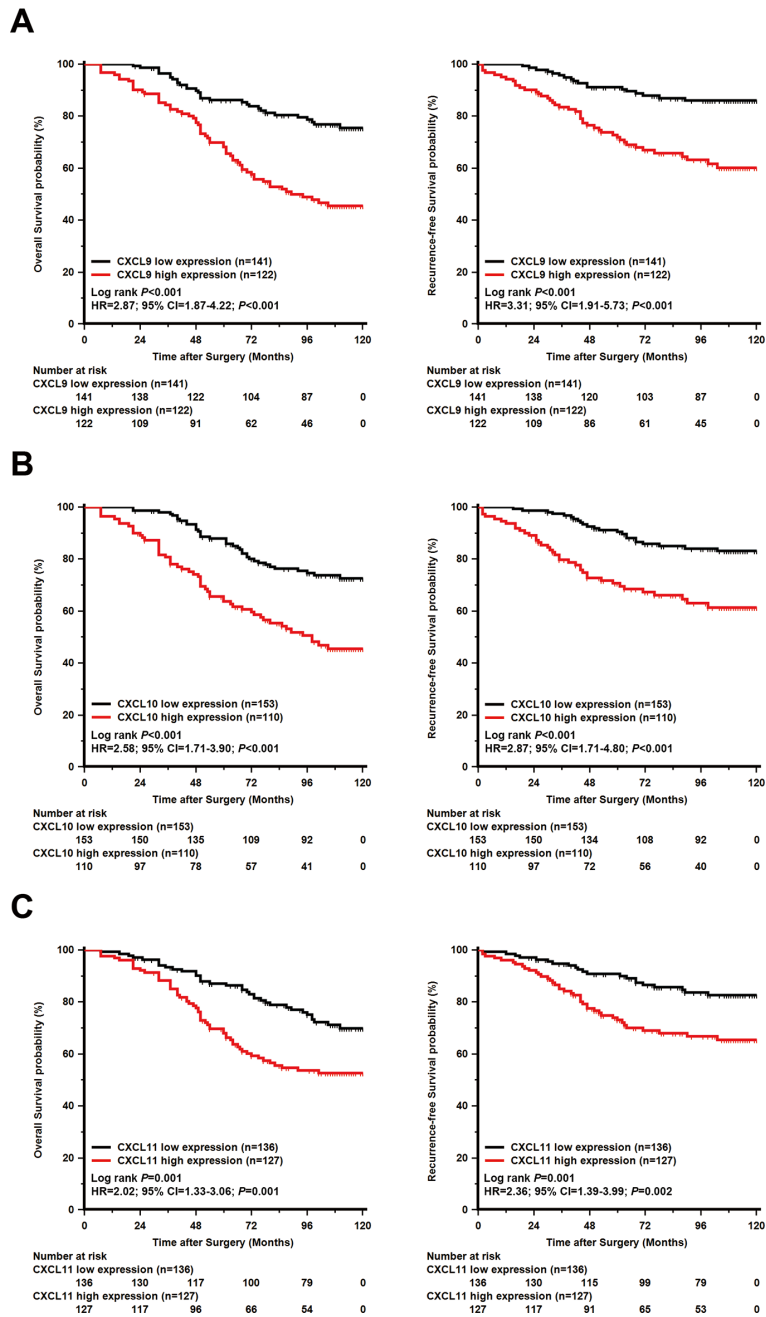 A
Overall Survival probability (%)
100
80
60
40
20
0
CXCL9 low expression (n=141)
CXCL9 high expression (n=122)
Log rank P<0.001
HR=2.87; 95% CI=1.87-4.22; P<0.001
0 24 48 72 96 120
Time after Surgery (Months)
Number at risk
CXCL9 low expression (n=141)
141 138 122 104 87 0
CXCL9 high expression (n=122)
122 109 91 62 46 0
Recurrence-free Survival probability (%)
100
80
60
40
20
0
CXCL9 low expression (n=141)
CXCL9 high expression (n=122)
Log rank P<0.001
HR=3.31; 95% CI=1.91-5.73; P<0.001
0 24 48 72 96 120
Time after Surgery (Months)
Number at risk
CXCL9 low expression (n=141)
141 138 120 103 87 0
CXCL9 high expression (n=122)
122 109 86 61 45 0
B
Overall Survival probability (%)
100
80
60
40
20
0
CXCL10 low expression (n=153)
CXCL10 high expression (n=110)
Log rank P<0.001
HR=2.58; 95% CI=1.71-3.90; P<0.001
0 24 48 72 96 120
Time after Surgery (Months)
Number at risk
CXCL10 low expression (n=153)
153 150 135 109 92 0
CXCL10 high expression (n=110)
110 97 78 57 41 0
Recurrence-free Survival probability (%)
100
80
60
40
20
0
CXCL10 low expression (n=153)
CXCL10 high expression (n=110)
Log rank P<0.001
HR=2.87; 95% CI=1.71-4.80; P<0.001
0 24 48 72 96 120
Time after Surgery (Months)
Number at risk
CXCL10 low expression (n=153)
153 150 134 108 92 0
CXCL10 high expression (n=110)
110 97 72 56 40 0
C
Overall Survival probability (%)
100
80
60
40
20
0
CXCL11 low expression (n=136)
CXCL11 high expression (n=127)
Log rank P=0.001
HR=2.02; 95% CI=1.33-3.06; P=0.001
0 24 48 72 96 120
Time after Surgery (Months)
Number at risk
CXCL11 low expression (n=136)
136 130 117 100 79 0
CXCL11 high expression (n=127)
127 117 96 66 54 0
Recurrence-free Survival probability (%)
100
80
60
40
20
0
CXCL11 low expression (n=136)
CXCL11 high expression (n=127)
Log rank P=0.001
HR=2.36; 95% CI=1.39-3.99; P=0.002
0 24 48 72 96 120
Time after Surgery (Months)
Number at risk
CXCL11 low expression (n=136)
136 130 115 99 79 0
CXCL11 high expression (n=127)
127 117 91 65 53 0